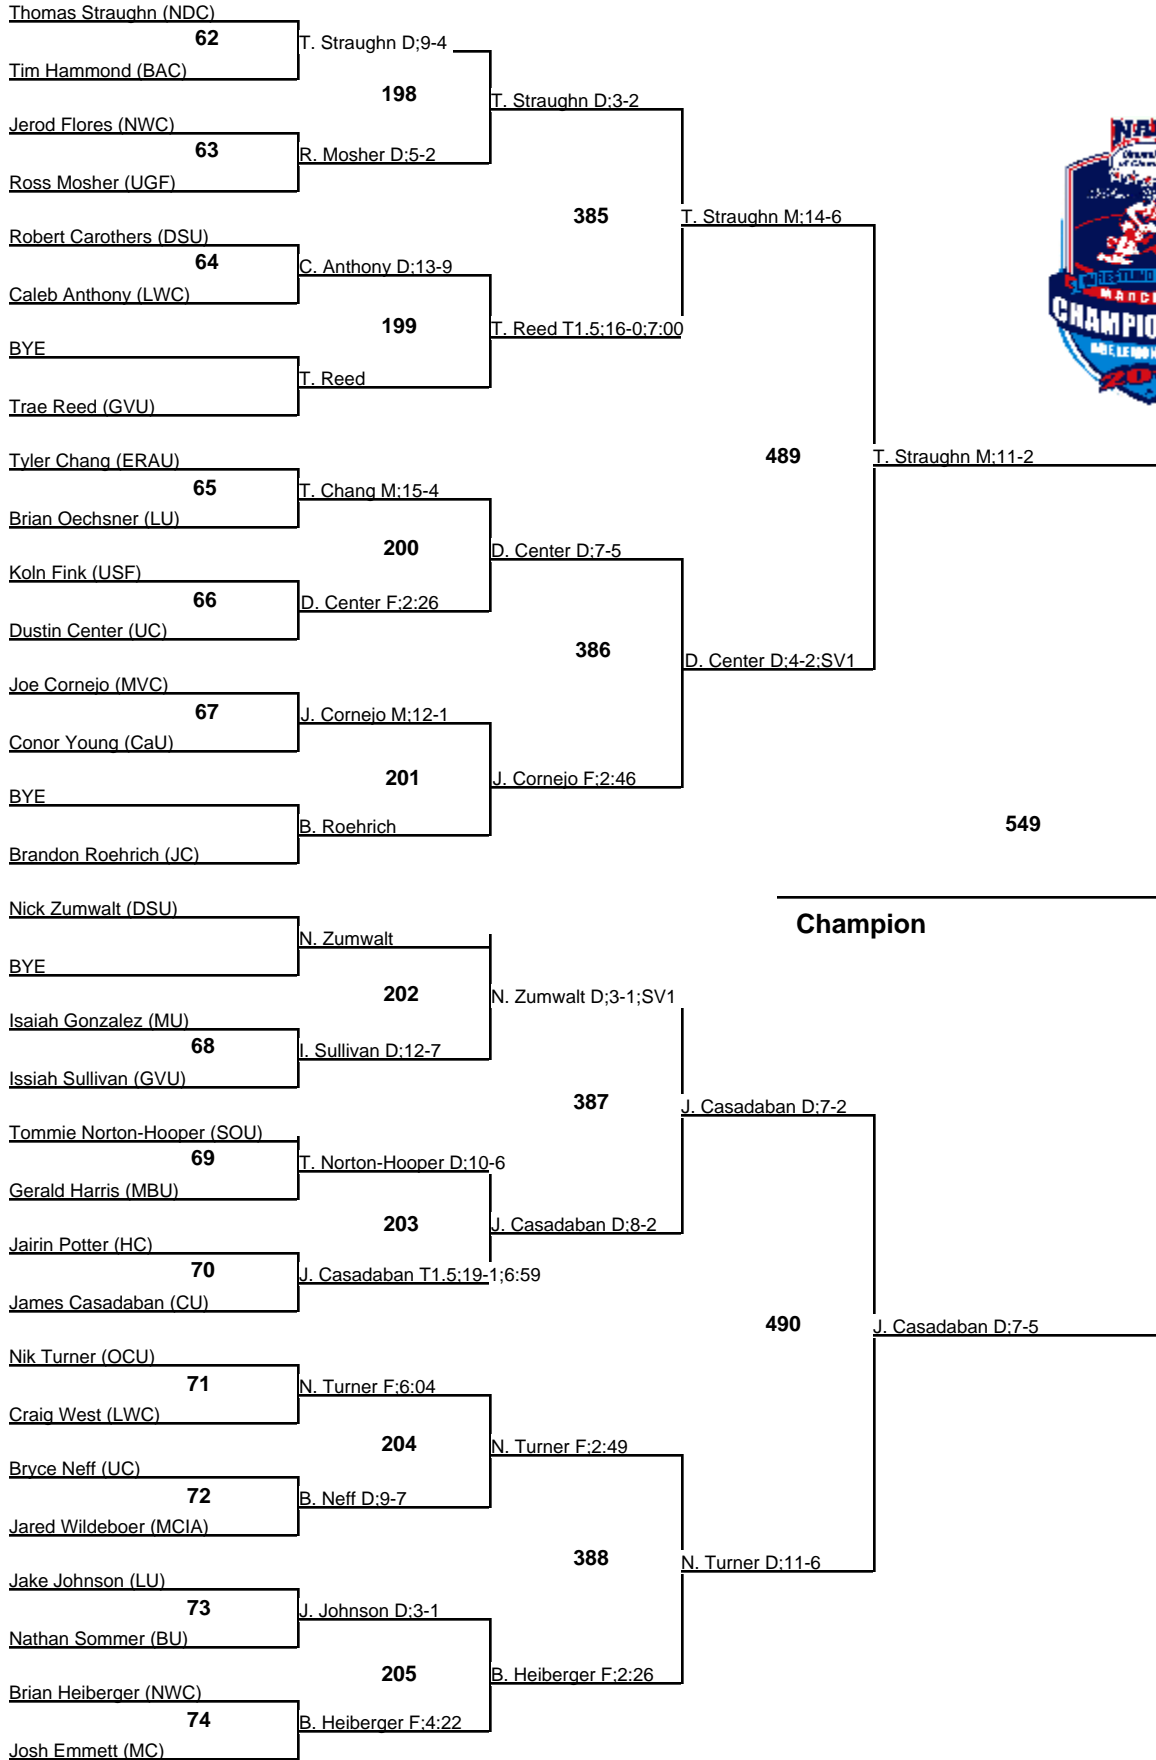 Thomas Straughn (NDC)
62
T. Straughn D;9-4
Tim Hammond (BAC)
198
T. Straughn D;3-2
Jerod Flores (NWC)
63
R. Mosher D;5-2
Ross Mosher (UGF)
385
T. Straughn M;14-6
Robert Carothers (DSU)
64
C. Anthony D;13-9
Caleb Anthony (LWC)
199
T. Reed T1.5;16-0;7:00
BYE
T. Reed
Trae Reed (GVU)
489
T. Straughn M;11-2
Tyler Chang (ERAU)
65
T. Chang M;15-4
Brian Oechsner (LU)
200
D. Center D;7-5
Koln Fink (USF)
66
D. Center F;2:26
Dustin Center (UC)
386
D. Center D;4-2;SV1
Joe Cornejo (MVC)
67
J. Cornejo M;12-1
Conor Young (CaU)
201
J. Cornejo F;2:46
BYE
B. Roehrich
Brandon Roehrich (JC)
549
Champion
Nick Zumwalt (DSU)
N. Zumwalt
BYE
202
N. Zumwalt D;3-1;SV1
Isaiah Gonzalez (MU)
68
I. Sullivan D;12-7
Issiah Sullivan (GVU)
387
J. Casadaban D;7-2
Tommie Norton-Hooper (SOU)
69
T. Norton-Hooper D;10-6
Gerald Harris (MBU)
203
J. Casadaban D;8-2
Jairin Potter (HC)
70
J. Casadaban T1.5;19-1;6:59
James Casadaban (CU)
490
J. Casadaban D;7-5
Nik Turner (OCU)
71
N. Turner F;6:04
Craig West (LWC)
204
N. Turner F;2:49
Bryce Neff (UC)
72
B. Neff D;9-7
Jared Wildeboer (MCIA)
388
N. Turner D;11-6
Jake Johnson (LU)
73
J. Johnson D;3-1
Nathan Sommer (BU)
205
B. Heiberger F;2:26
Brian Heiberger (NWC)
74
B. Heiberger F;4:22
Josh Emmett (MC)